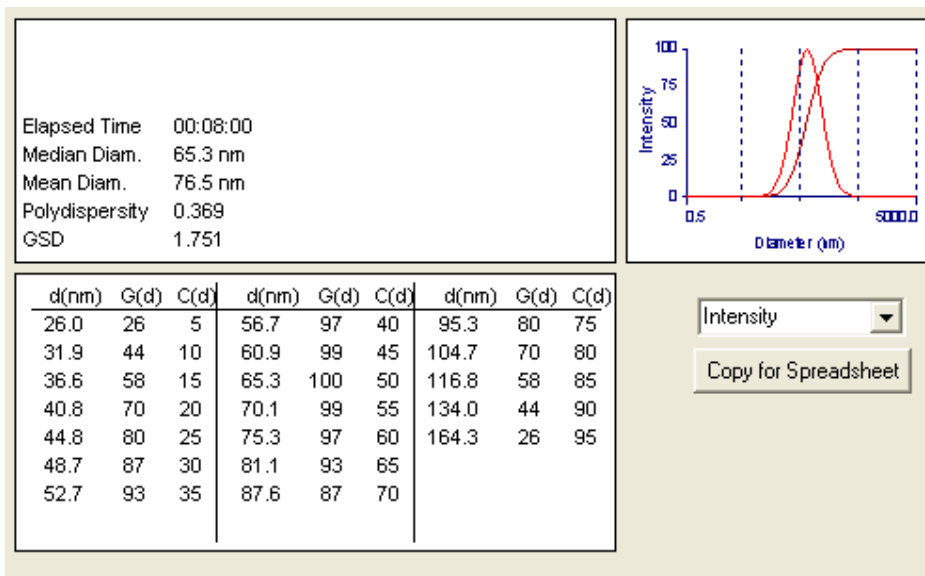 Elapsed Time 00:08:00
Median Diam. 65.3 nm
Mean Diam. 76.5 nm
Polydispersity 0.369
GSD 1.751
100
75
50
25
0
Intensity
0.5 5000.0
Diameter (nm)
d(nm) G(d) C(d) d(nm) G(d) C(d) d(nm) G(d) C(d)
26.0 26 5 56.7 97 40 95.3 80 75
31.9 44 10 60.9 99 45 104.7 70 80
36.6 58 15 65.3 100 50 116.8 58 85
40.8 70 20 70.1 99 55 134.0 44 90
44.8 80 25 75.3 97 60 164.3 26 95
48.7 87 30 81.1 93 65
52.7 93 35 87.6 87 70
Intensity
Copy for Spreadsheet